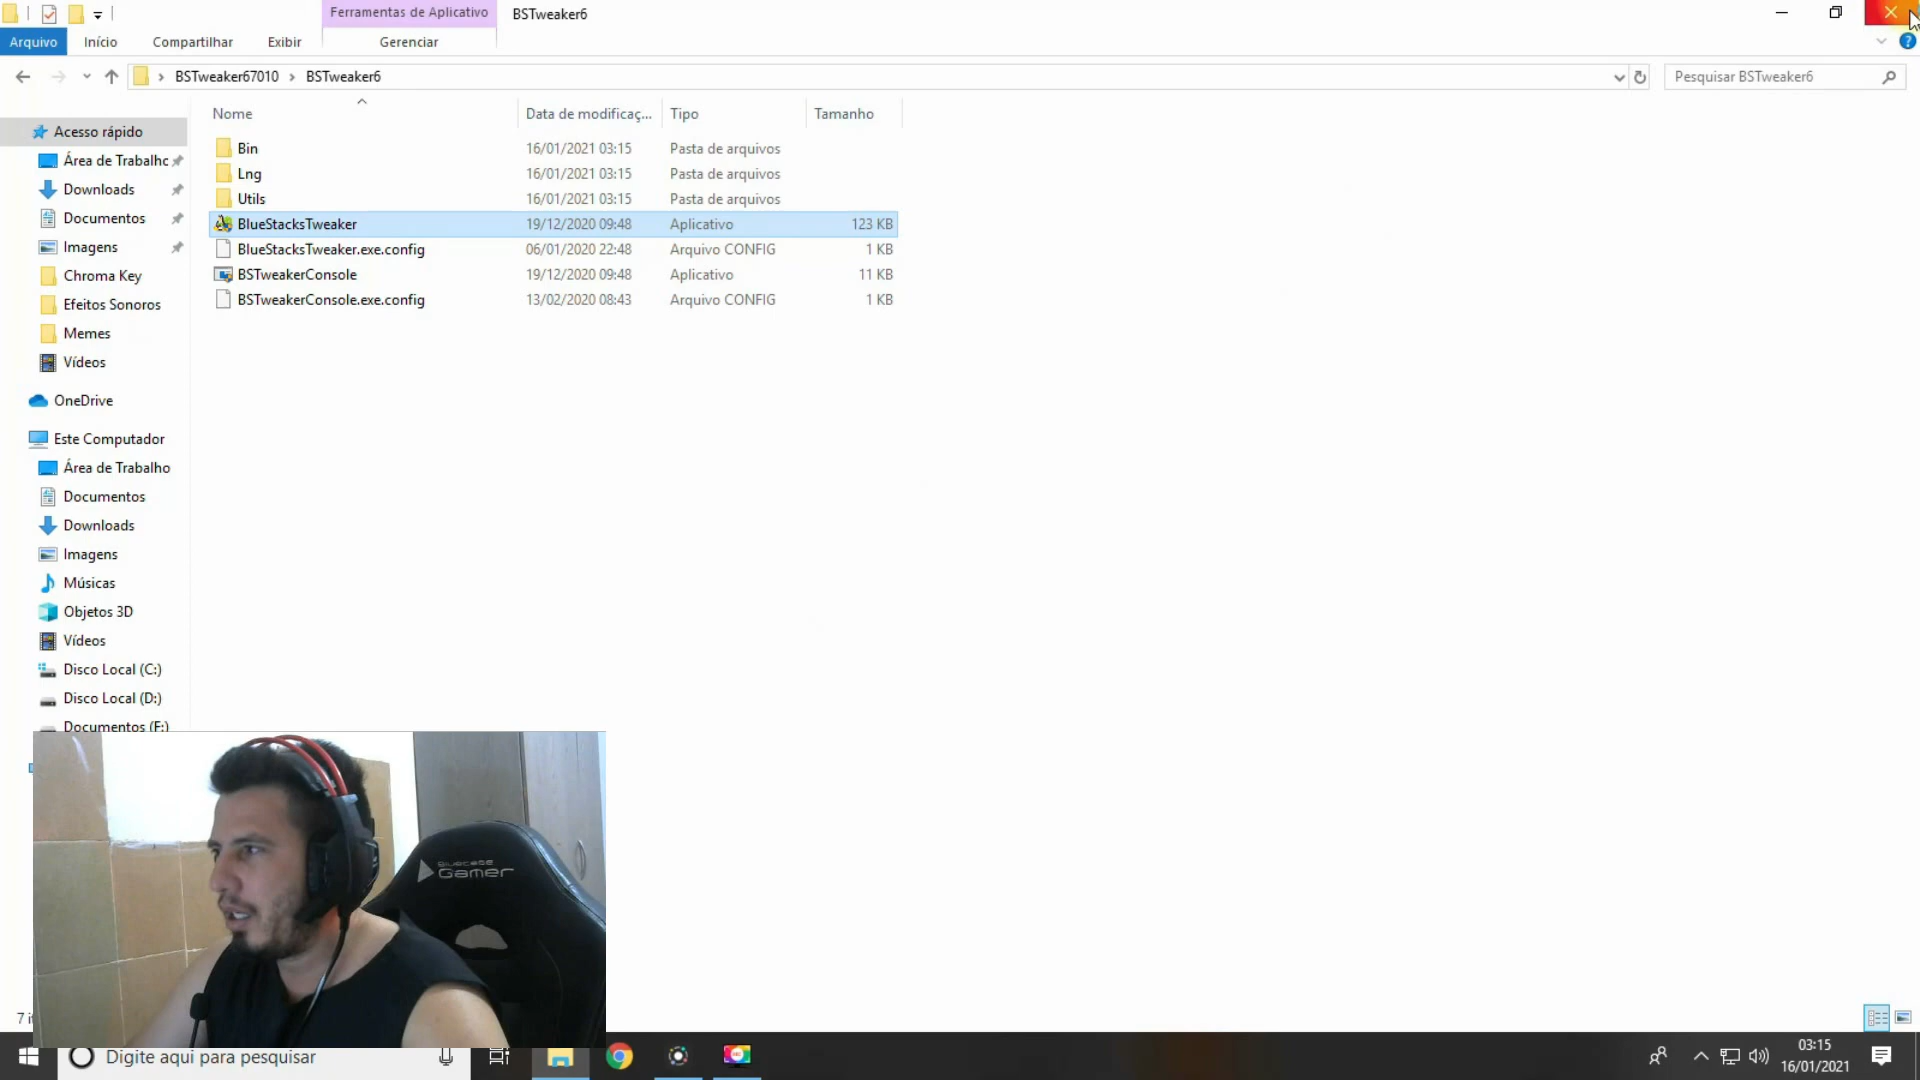 Ferramentas de Aplicativo BSTweaker6
Arquivo Início Compartilhar Exibir Gerenciar
BSTweaker67010 BSTweaker6 Pesquisar BSTweaker6
Nome Data de modificaç... Tipo Tamanho
Acesso rápido
Área de Trabalhc
Downloads
Documentos
Imagens
Chroma Key
Efeitos Sonoros
Memes
Vídeos
OneDrive
Este Computador
Área de Trabalho
Documentos
Downloads
Imagens
Músicas
Objetos 3D
Vídeos
Disco Local (C:)
Disco Local (D:)
Documentos (F:)
Bin 16/01/2021 03:15 Pasta de arquivos
Lng 16/01/2021 03:15 Pasta de arquivos
Utils 16/01/2021 03:15 Pasta de arquivos
BlueStacksTweaker 19/12/2020 09:48 Aplicativo 123 KB
BlueStacksTweaker.exe.config 06/01/2020 22:48 Arquivo CONFIG 1 KB
BSTweakerConsole 19/12/2020 09:48 Aplicativo 11 KB
BSTweakerConsole.exe.config 13/02/2020 08:43 Arquivo CONFIG 1 KB
Gamer
7
Digite aqui para pesquisar
03:15
16/01/2021